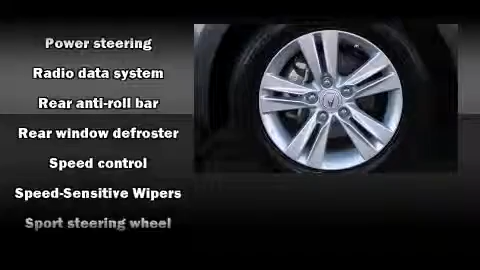 Power steering
Radio data system
Rear anti-roll bar
Rear window defroster
Speed control
Speed-Sensitive Wipers
Sport steering wheel